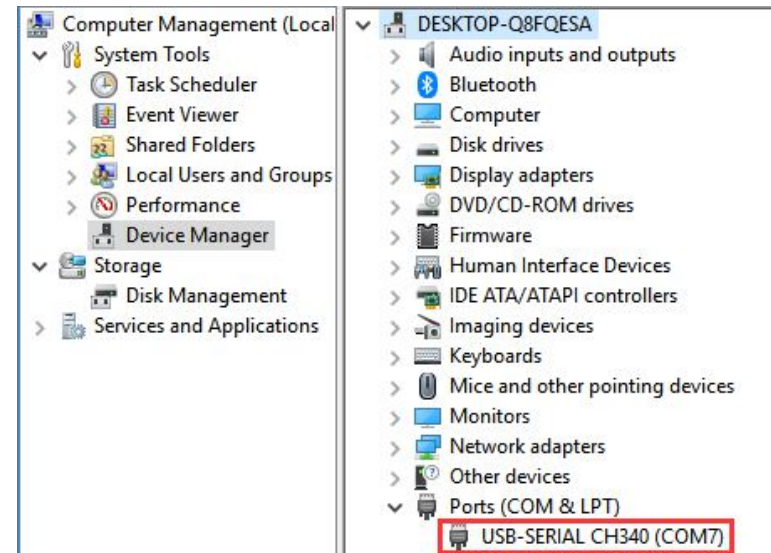 Computer Management (Local
System Tools
Task Scheduler
Event Viewer
Shared Folders
Local Users and Groups
Performance
Device Manager
Storage
Disk Management
Services and Applications
DESKTOP-Q8FQESA
Audio inputs and outputs
Bluetooth
Computer
Disk drives
Display adapters
DVD/CD-ROM drives
Firmware
Human Interface Devices
IDE ATA/ATAPI controllers
Imaging devices
Keyboards
Mice and other pointing devices
Monitors
Network adapters
Other devices
Ports (COM & LPT)
USB-SERIAL CH340 (COM7)